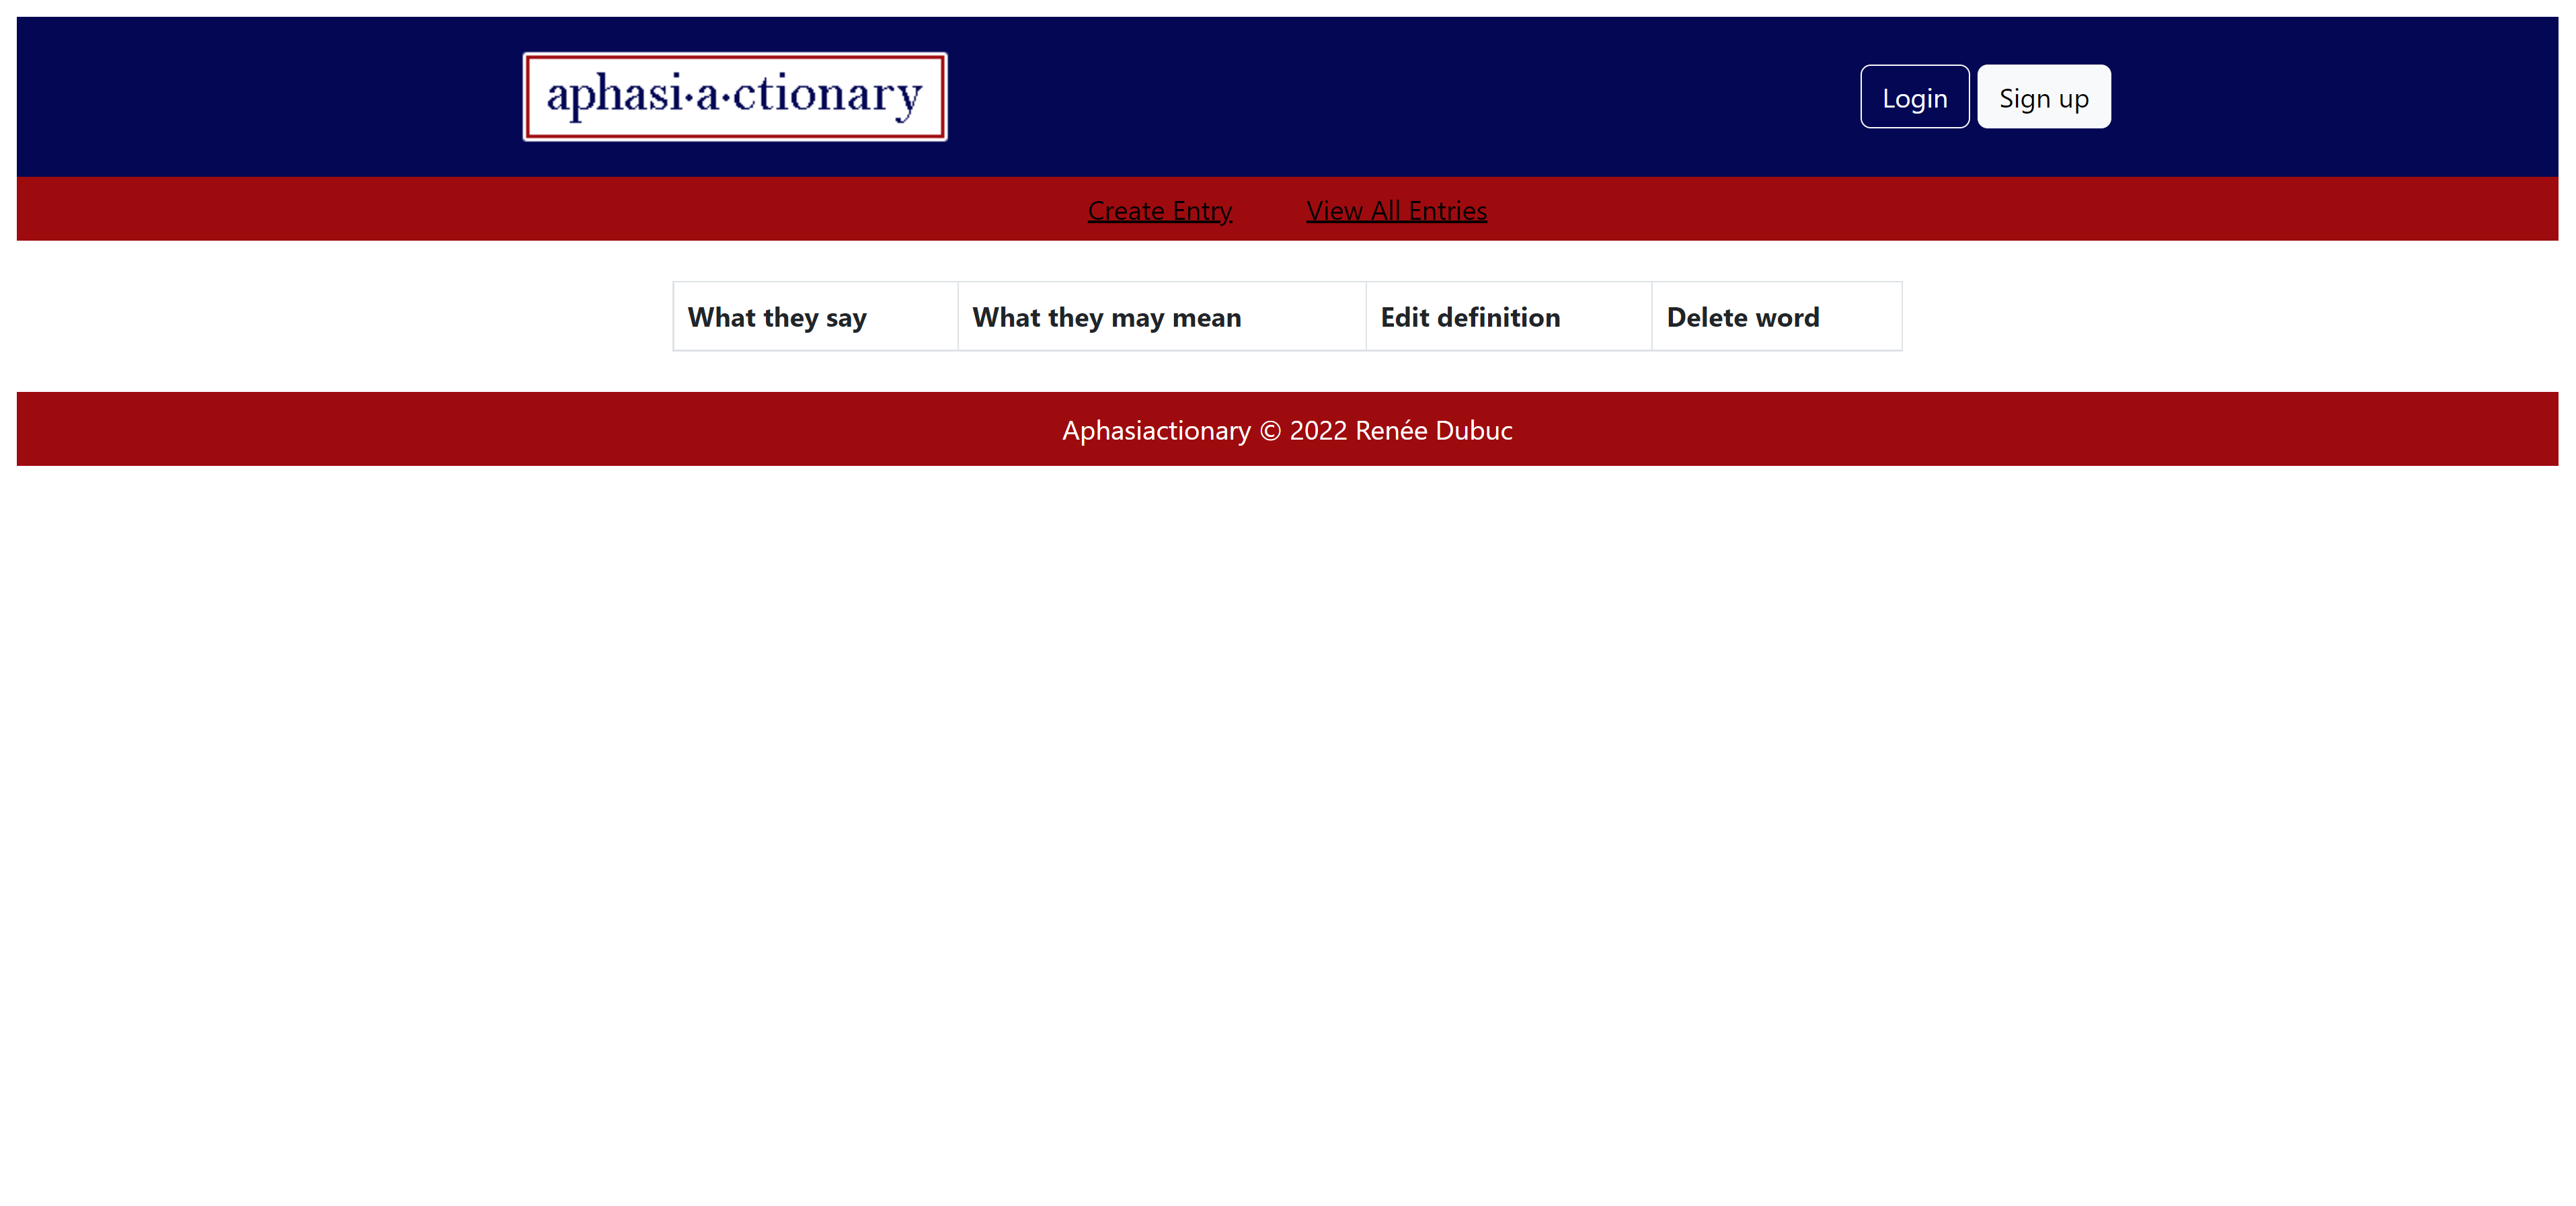 aphasi·a·ctionary
Login Sign up
Create Entry View All Entries
What they say What they may mean Edit definition Delete word
Aphasiactionary © 2022 Renée Dubuc